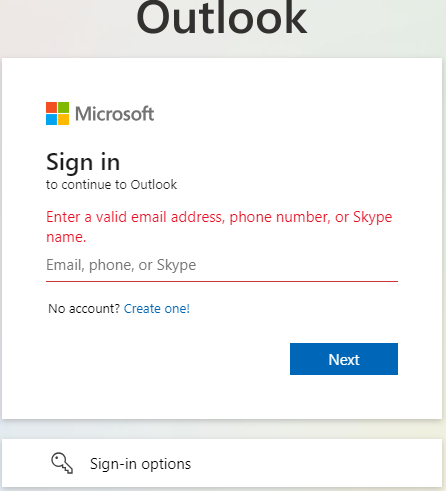 Outlook
Microsoft
Sign in
to continue to Outlook
Enter a valid email address, phone number, or Skype
name.
Email, phone, or Skype
No account? Create one!
Next
Sign-in options